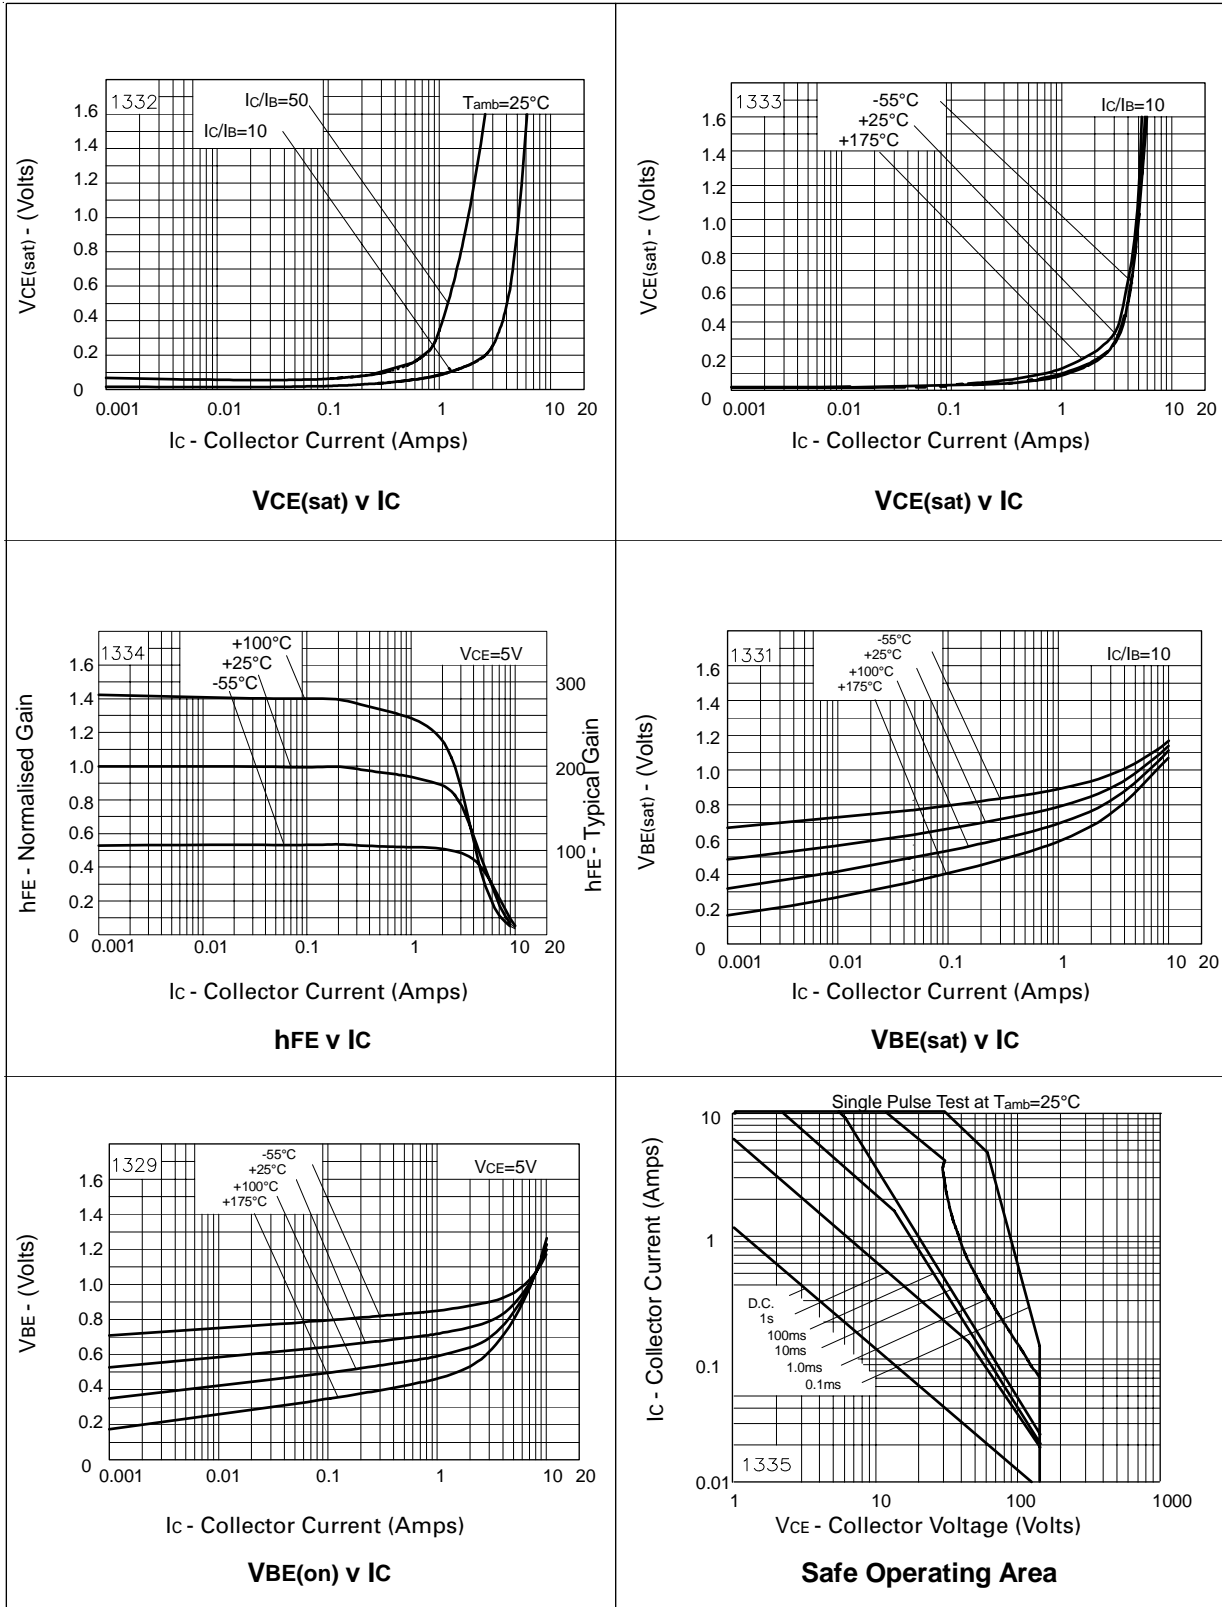 1332
IC/IB=50
IC/IB=10
Tamb=25°C
1.6
1.4
1.2
1.0
0.8
0.6
0.4
0.2
0
0.001 0.01 0.1 1 10 20
VCE(sat) - (Volts)
IC - Collector Current (Amps)
VCE(sat) v IC
1333
-55°C
+25°C
+175°C
IC/IB=10
1.6
1.4
1.2
1.0
0.8
0.6
0.4
0.2
0
0.001 0.01 0.1 1 10 20
VCE(sat) - (Volts)
IC - Collector Current (Amps)
VCE(sat) v IC
1334
+100°C
+25°C
-55°C
VCE=5V
1.6
1.4
1.2
1.0
0.8
0.6
0.4
0.2
0
300
200
100
0.001 0.01 0.1 1 10 20
hFE - Normalised Gain
hFE - Typical Gain
IC - Collector Current (Amps)
hFE v IC
1331
-55°C
+25°C
+100°C
+175°C
IC/IB=10
1.6
1.4
1.2
1.0
0.8
0.6
0.4
0.2
0
0.001 0.01 0.1 1 10 20
VBE(sat) - (Volts)
IC - Collector Current (Amps)
VBE(sat) v IC
1329
-55°C
+25°C
+100°C
+175°C
VCE=5V
1.6
1.4
1.2
1.0
0.8
0.6
0.4
0.2
0
0.001 0.01 0.1 1 10 20
VBE - (Volts)
IC - Collector Current (Amps)
VBE(on) v IC
Single Pulse Test at Tamb=25°C
10
1
0.1
0.01
D.C.
1s
100ms
10ms
1.0ms
0.1ms
1335
1 10 100 1000
IC - Collector Current (Amps)
VCE - Collector Voltage (Volts)
Safe Operating Area